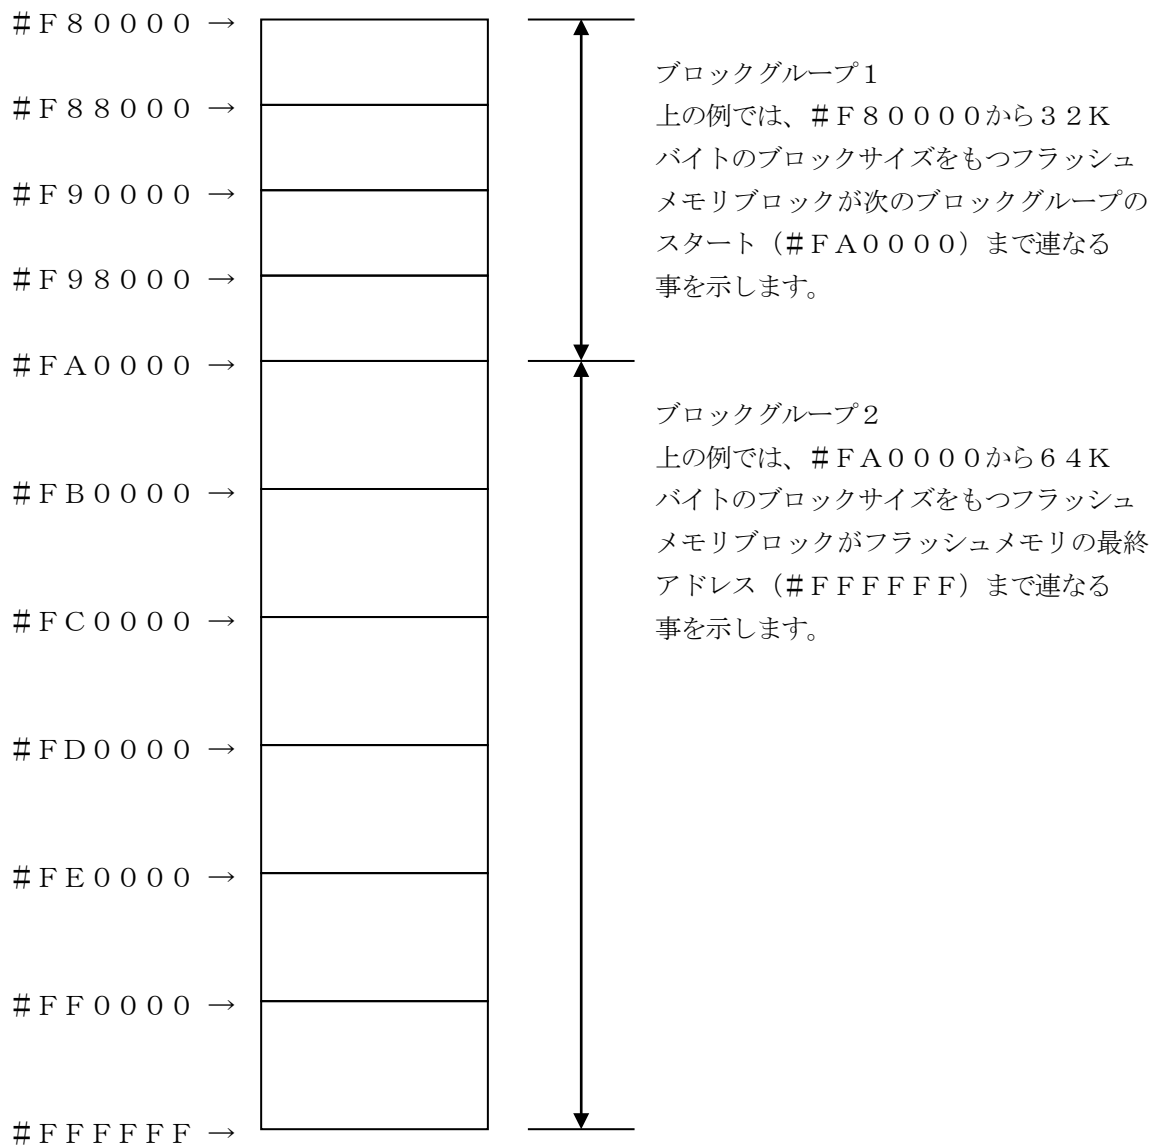 ＃Ｆ８００００ →
＃Ｆ８８０００ →
＃Ｆ９００００ →
＃Ｆ９８０００ →
＃ＦＡ００００ →
＃ＦＢ００００ →
＃ＦＣ００００ →
＃ＦＤ００００ →
＃ＦＥ００００ →
＃ＦＦ００００ →
＃ＦＦＦＦＦＦ →
ブロックグループ１
上の例では、＃Ｆ８００００から３２Ｋ
バイトのブロックサイズをもつフラッシュ
メモリブロックが次のブロックグループの
スタート（＃ＦＡ００００）まで連なる
事を示します。
ブロックグループ２
上の例では、＃ＦＡ００００から６４Ｋ
バイトのブロックサイズをもつフラッシュ
メモリブロックがフラッシュメモリの最終
アドレス（＃ＦＦＦＦＦＦ）まで連なる
事を示します。